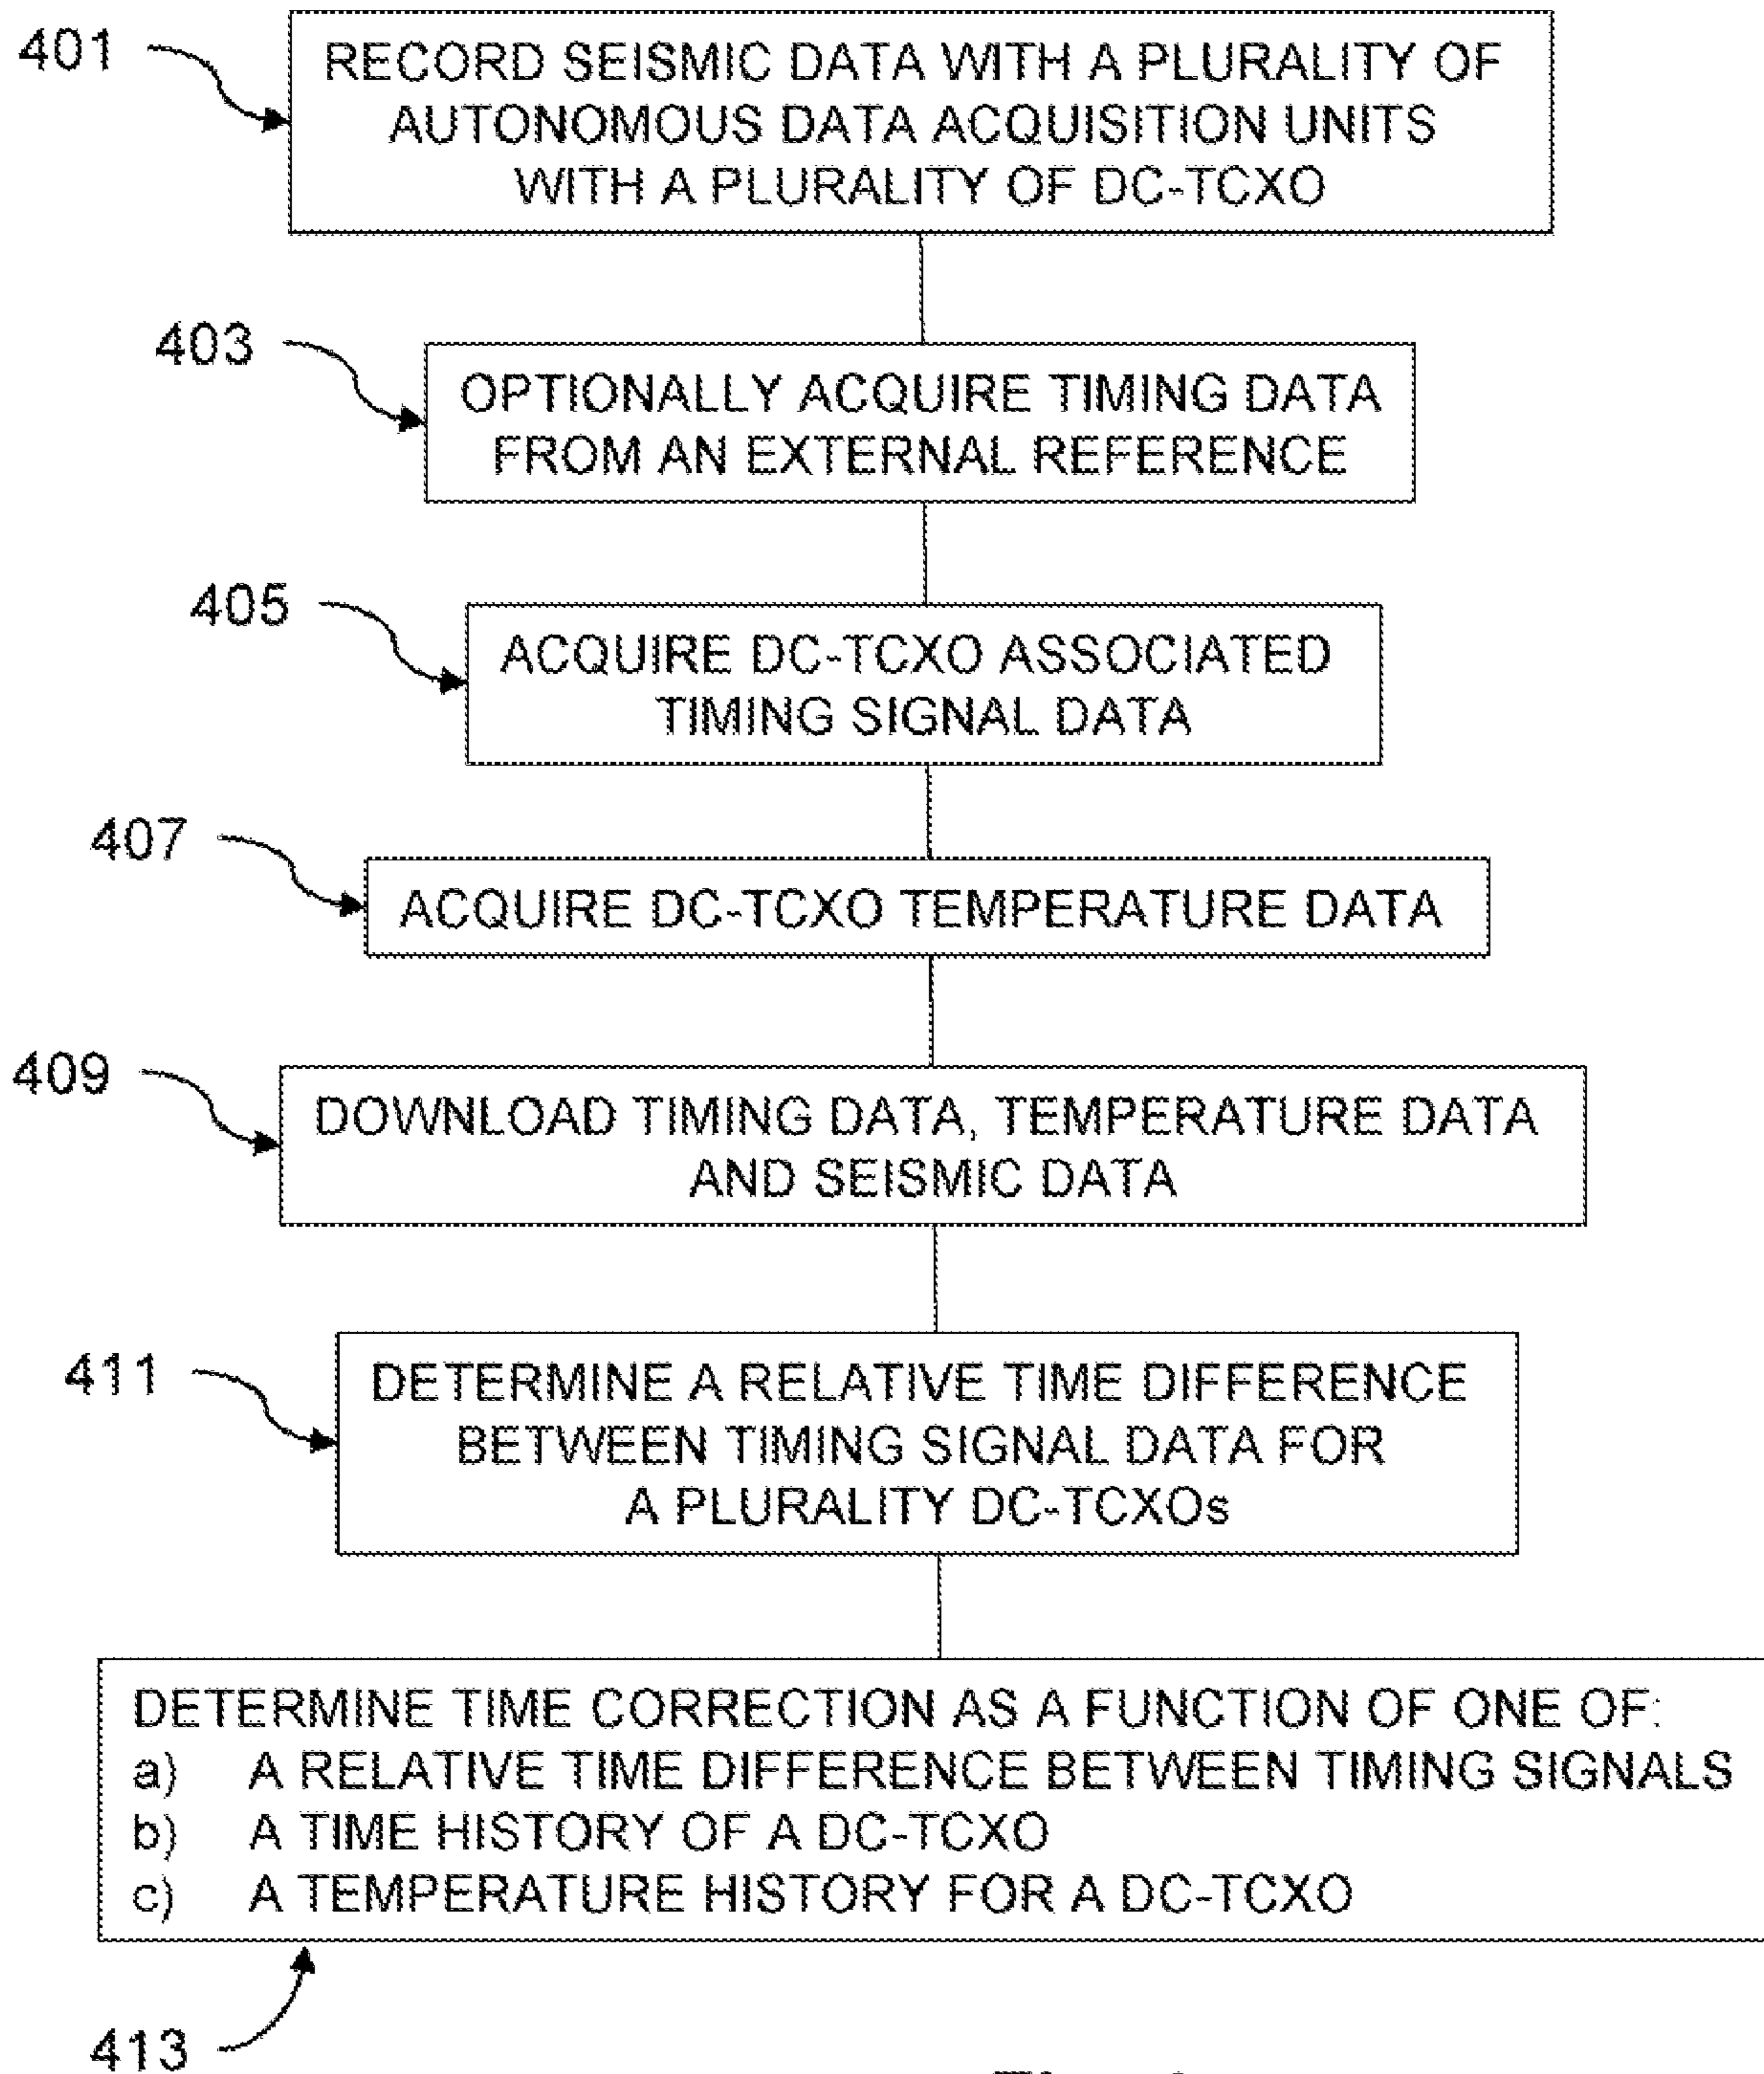 401
RECORD SEISMIC DATA WITH A PLURALITY OF
AUTONOMOUS DATA ACQUISITION UNITS
WITH A PLURALITY OF DC-TCXO
403
OPTIONALLY ACQUIRE TIMING DATA
FROM AN EXTERNAL REFERENCE
405
ACQUIRE DC-TCXO ASSOCIATED
TIMING SIGNAL DATA
407
ACQUIRE DC-TCXO TEMPERATURE DATA
409
DOWNLOAD TIMING DATA, TEMPERATURE DATA
AND SEISMIC DATA
411
DETERMINE A RELATIVE TIME DIFFERENCE
BETWEEN TIMING SIGNAL DATA FOR
A PLURALITY DC-TCXOs
DETERMINE TIME CORRECTION AS A FUNCTION OF ONE OF:
a) A RELATIVE TIME DIFFERENCE BETWEEN TIMING SIGNALS
b) A TIME HISTORY OF A DC-TCXO
c) A TEMPERATURE HISTORY FOR A DC-TCXO
413